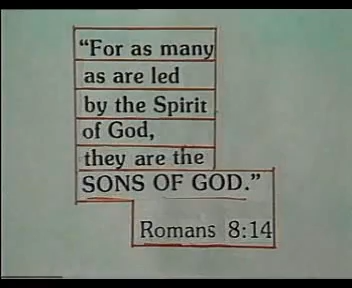 “For as many
as are led
by the Spirit
of God,
they are the
SONS OF GOD.”
Romans 8:14